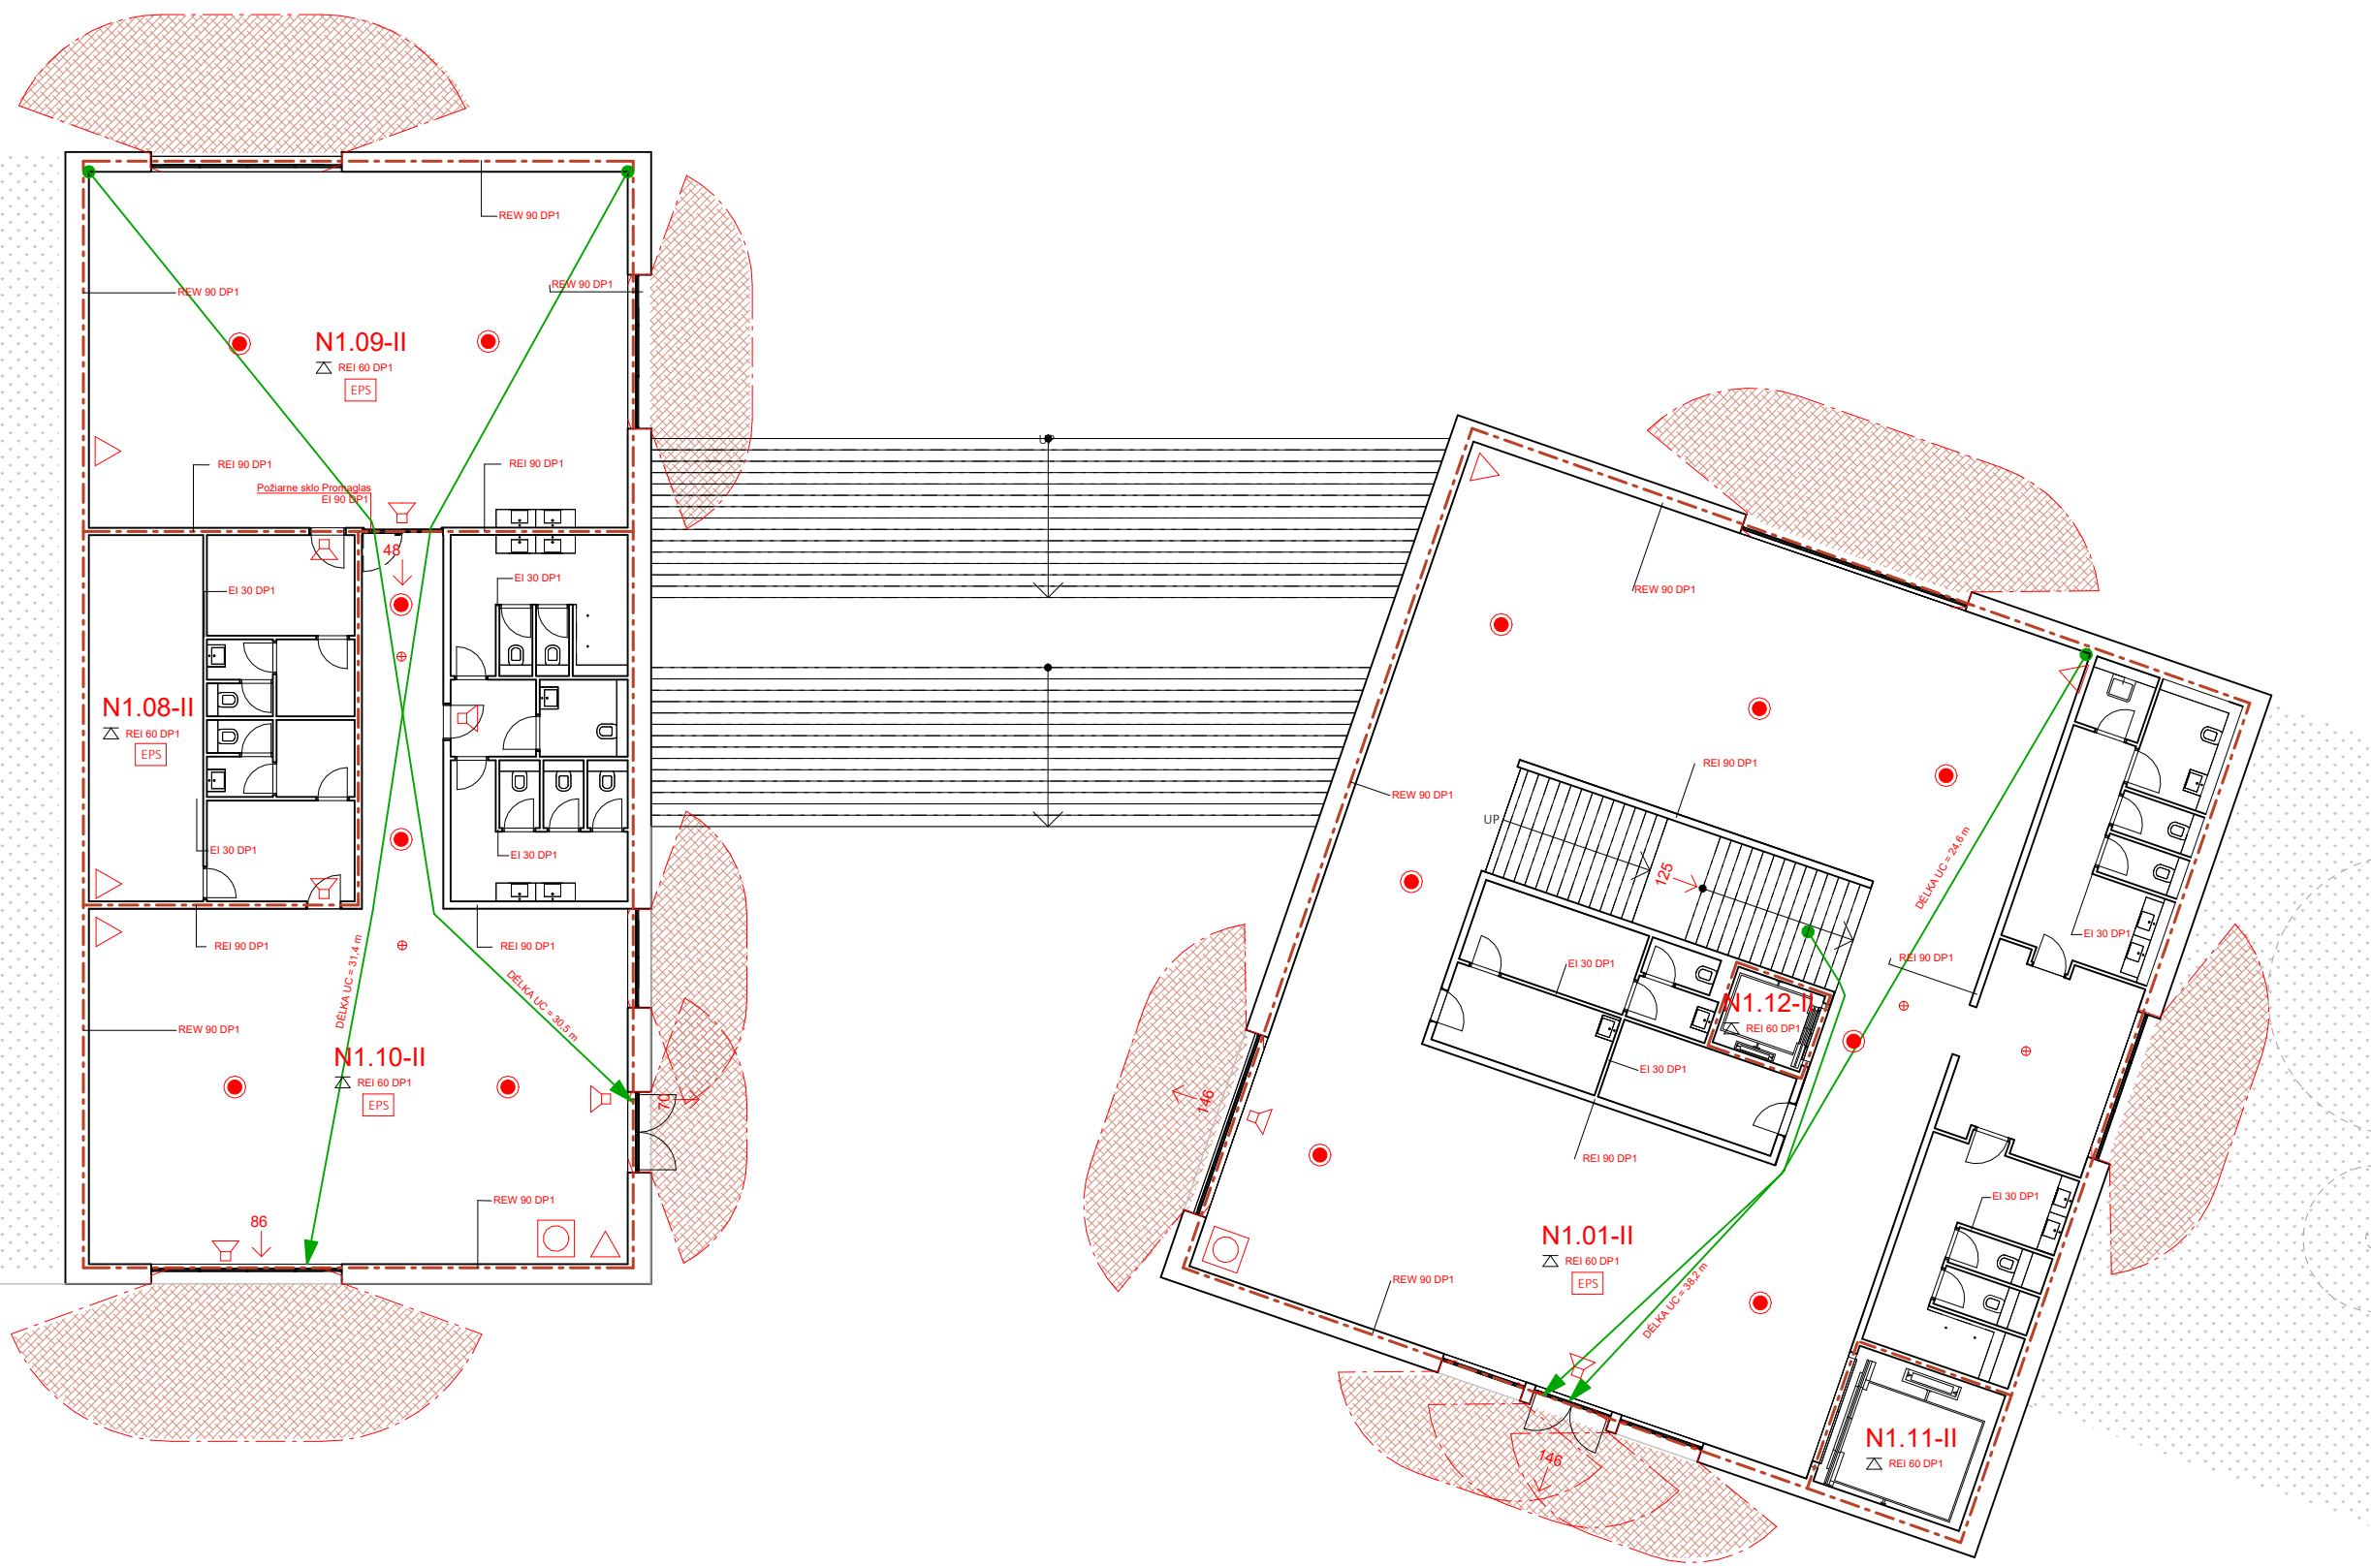 REW 90 DP1
REW 90 DP1
REW 90 DP1
N1.09-II
REI 60 DP1
EPS
REI 90 DP1
REI 90 DP1
Požiarne sklo Promaglas
EI 90 DP1
48
EI 30 DP1
EI 30 DP1
N1.08-II
REI 60 DP1
EPS
EI 30 DP1
EI 30 DP1
REI 90 DP1
REI 90 DP1
DÉLKA UC = 31,4 m
DÉLKA UC = 30,5 m
REW 90 DP1
N1.10-II
REI 60 DP1
EPS
70
REW 90 DP1
86
UP
REW 90 DP1
REI 90 DP1
REW 90 DP1
UP
125
DÉLKA UC = 24,6 m
EI 30 DP1
REI 90 DP1
EI 30 DP1
N1.12-II
REI 60 DP1
EI 30 DP1
146
REI 90 DP1
EI 30 DP1
N1.01-II
REI 60 DP1
EPS
REW 90 DP1
DÉLKA UC = 38,2 m
146
N1.11-II
REI 60 DP1